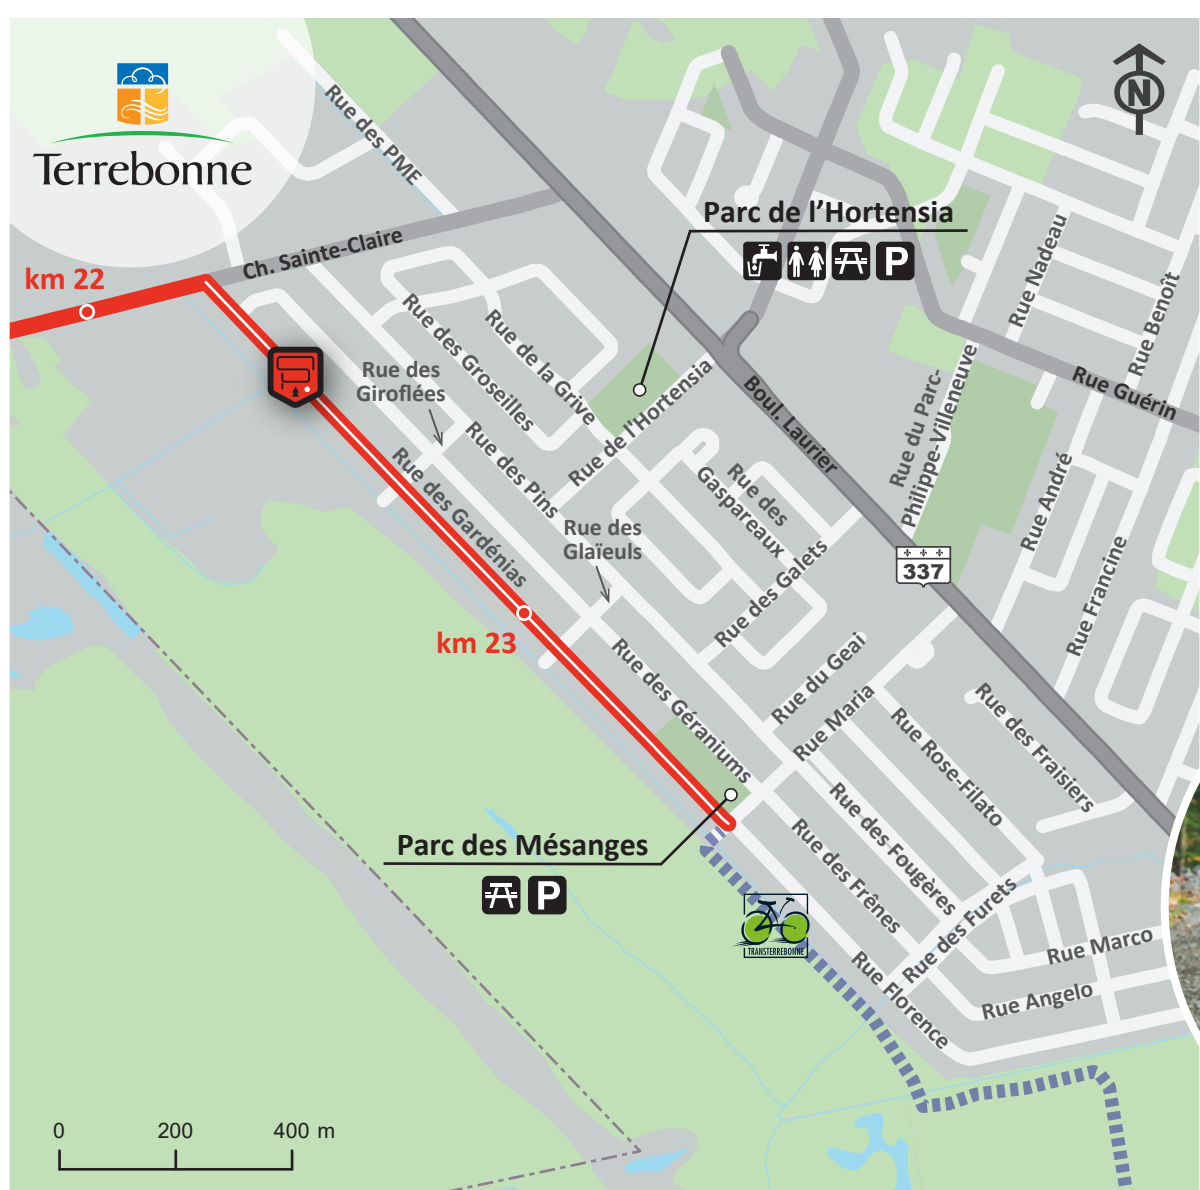 Terrebonne
N
Rue des PME
Parc de l'Hortensia
P
Ch. Sainte-Claire
km 22
Rue Nadeau
Rue Benoît
Rue des Groseilles
Rue de la Grive
Rue des
Giroflées
Rue de l'Hortensia
Boul. Laurier
Rue du Parc-
Philippe-Villeneuve
Rue Guérin
Rue des Pins
Rue des Gardénias
Rue des
Gaspareaux
Rue André
Rue des
Glaïeuls
Rue des Galets
337
Rue Francine
km 23
Rue des Géraniums
Rue du Geai
Rue Maria
Rue Rose-Filato
Rue des Fraisiers
Parc des Mésanges
P
Rue des Fougères
Rue des Frênes
TRANSTERREBONNE
Rue des Furets
Rue Marco
Rue Angelo
Rue Florence
0 200 400 m